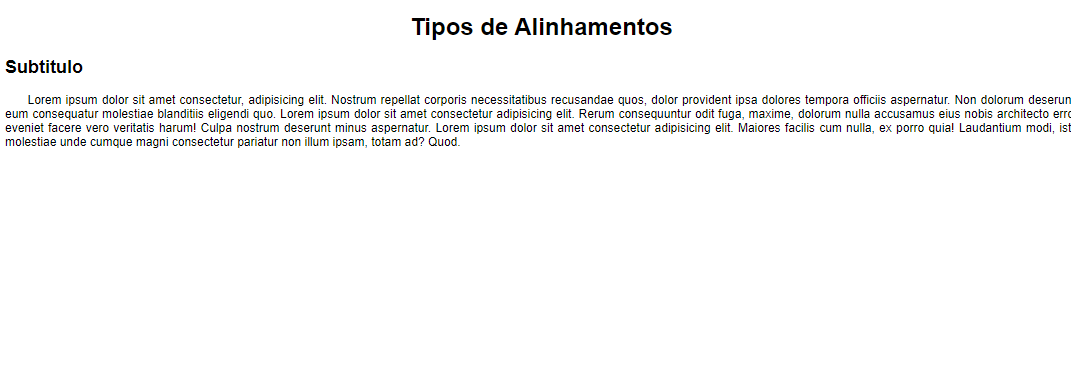 Tipos de Alinhamentos
Subtitulo
Lorem ipsum dolor sit amet consectetur, adipisicing elit. Nostrum repellat corporis necessitatibus recusandae quos, dolor provident ipsa dolores tempora officiis aspernatur. Non dolorum deserun
eum consequatur molestiae blanditiis eligendi quo. Lorem ipsum dolor sit amet consectetur adipisicing elit. Rerum consequuntur odit fuga, maxime, dolorum nulla accusamus eius nobis architecto erro
eveniet facere vero veritatis harum! Culpa nostrum deserunt minus aspernatur. Lorem ipsum dolor sit amet consectetur adipisicing elit. Maiores facilis cum nulla, ex porro quia! Laudantium modi, ist
molestiae unde cumque magni consectetur pariatur non illum ipsam, totam ad? Quod.